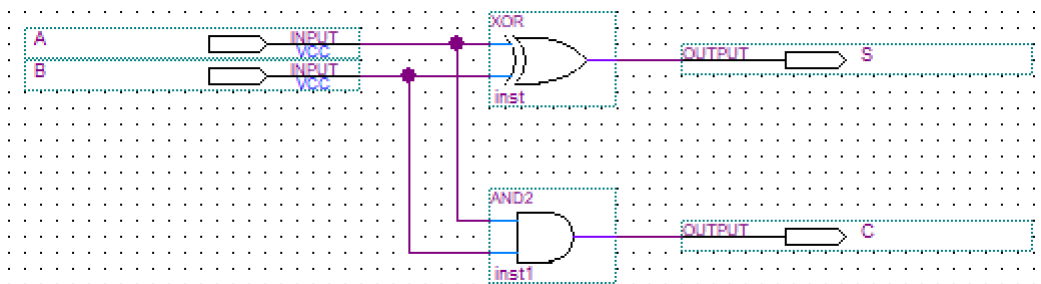 XOR
A INPUT
VCC
B INPUT
VCC
OUTPUT S
inst
AND2
OUTPUT C
inst1